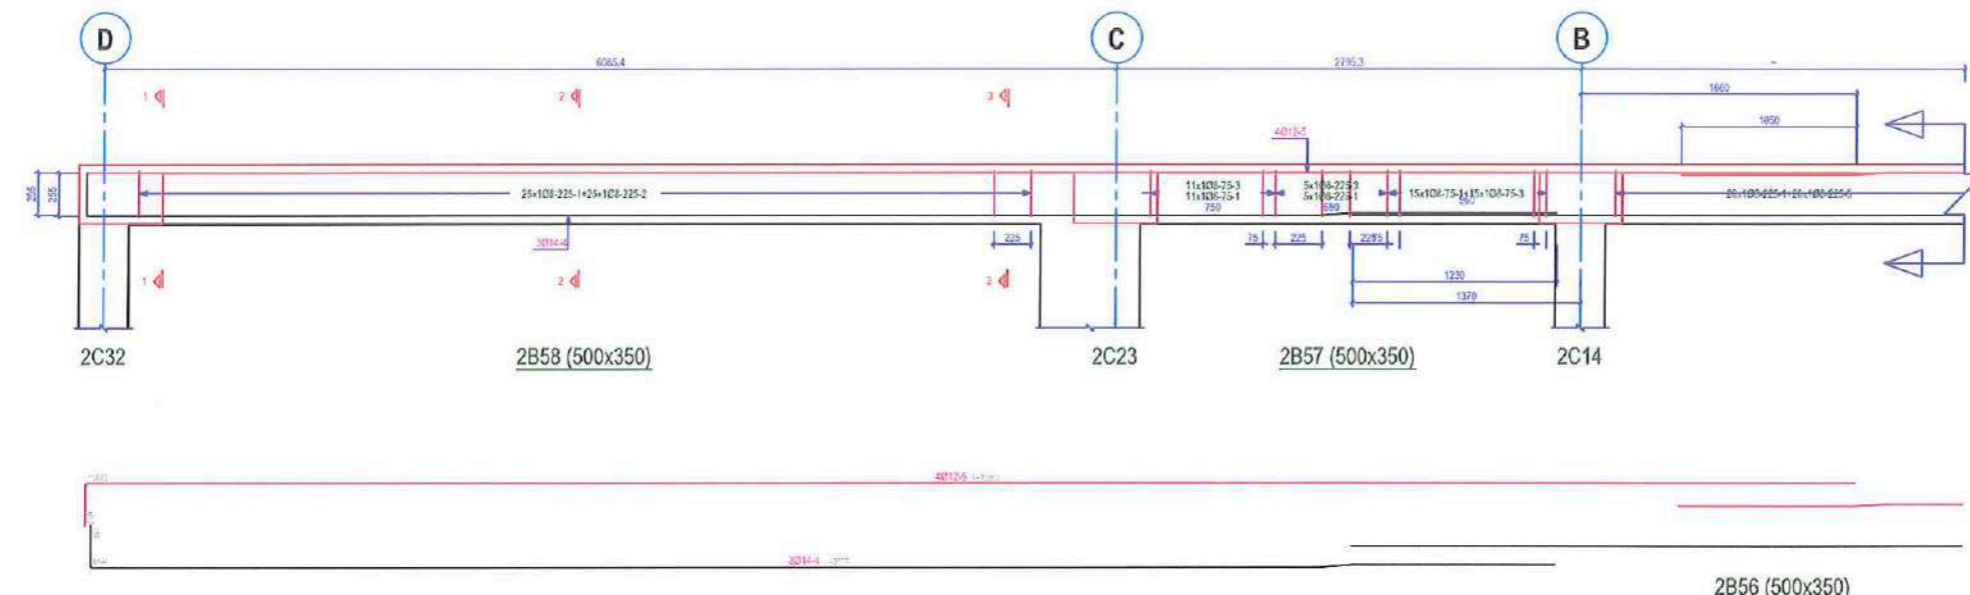 D C B
6065.4 2795.3
1660
1 2 3
1050
4Ø12-5
255 255
11x1Ø8-75-3 5x1Ø8-225-3
25x1Ø8-225-1+25x1Ø8-225-2 15x1Ø8-75-1+15x1Ø8-75-3
11x1Ø8-75-1 5x1Ø8-225-1
750
3Ø14-4 225 75 225 75
1 2 3 1230
1370
2C32 2B58 (500x350) 2C23 2B57 (500x350) 2C14
4Ø12-5
3Ø14-4
2B56 (500x350)